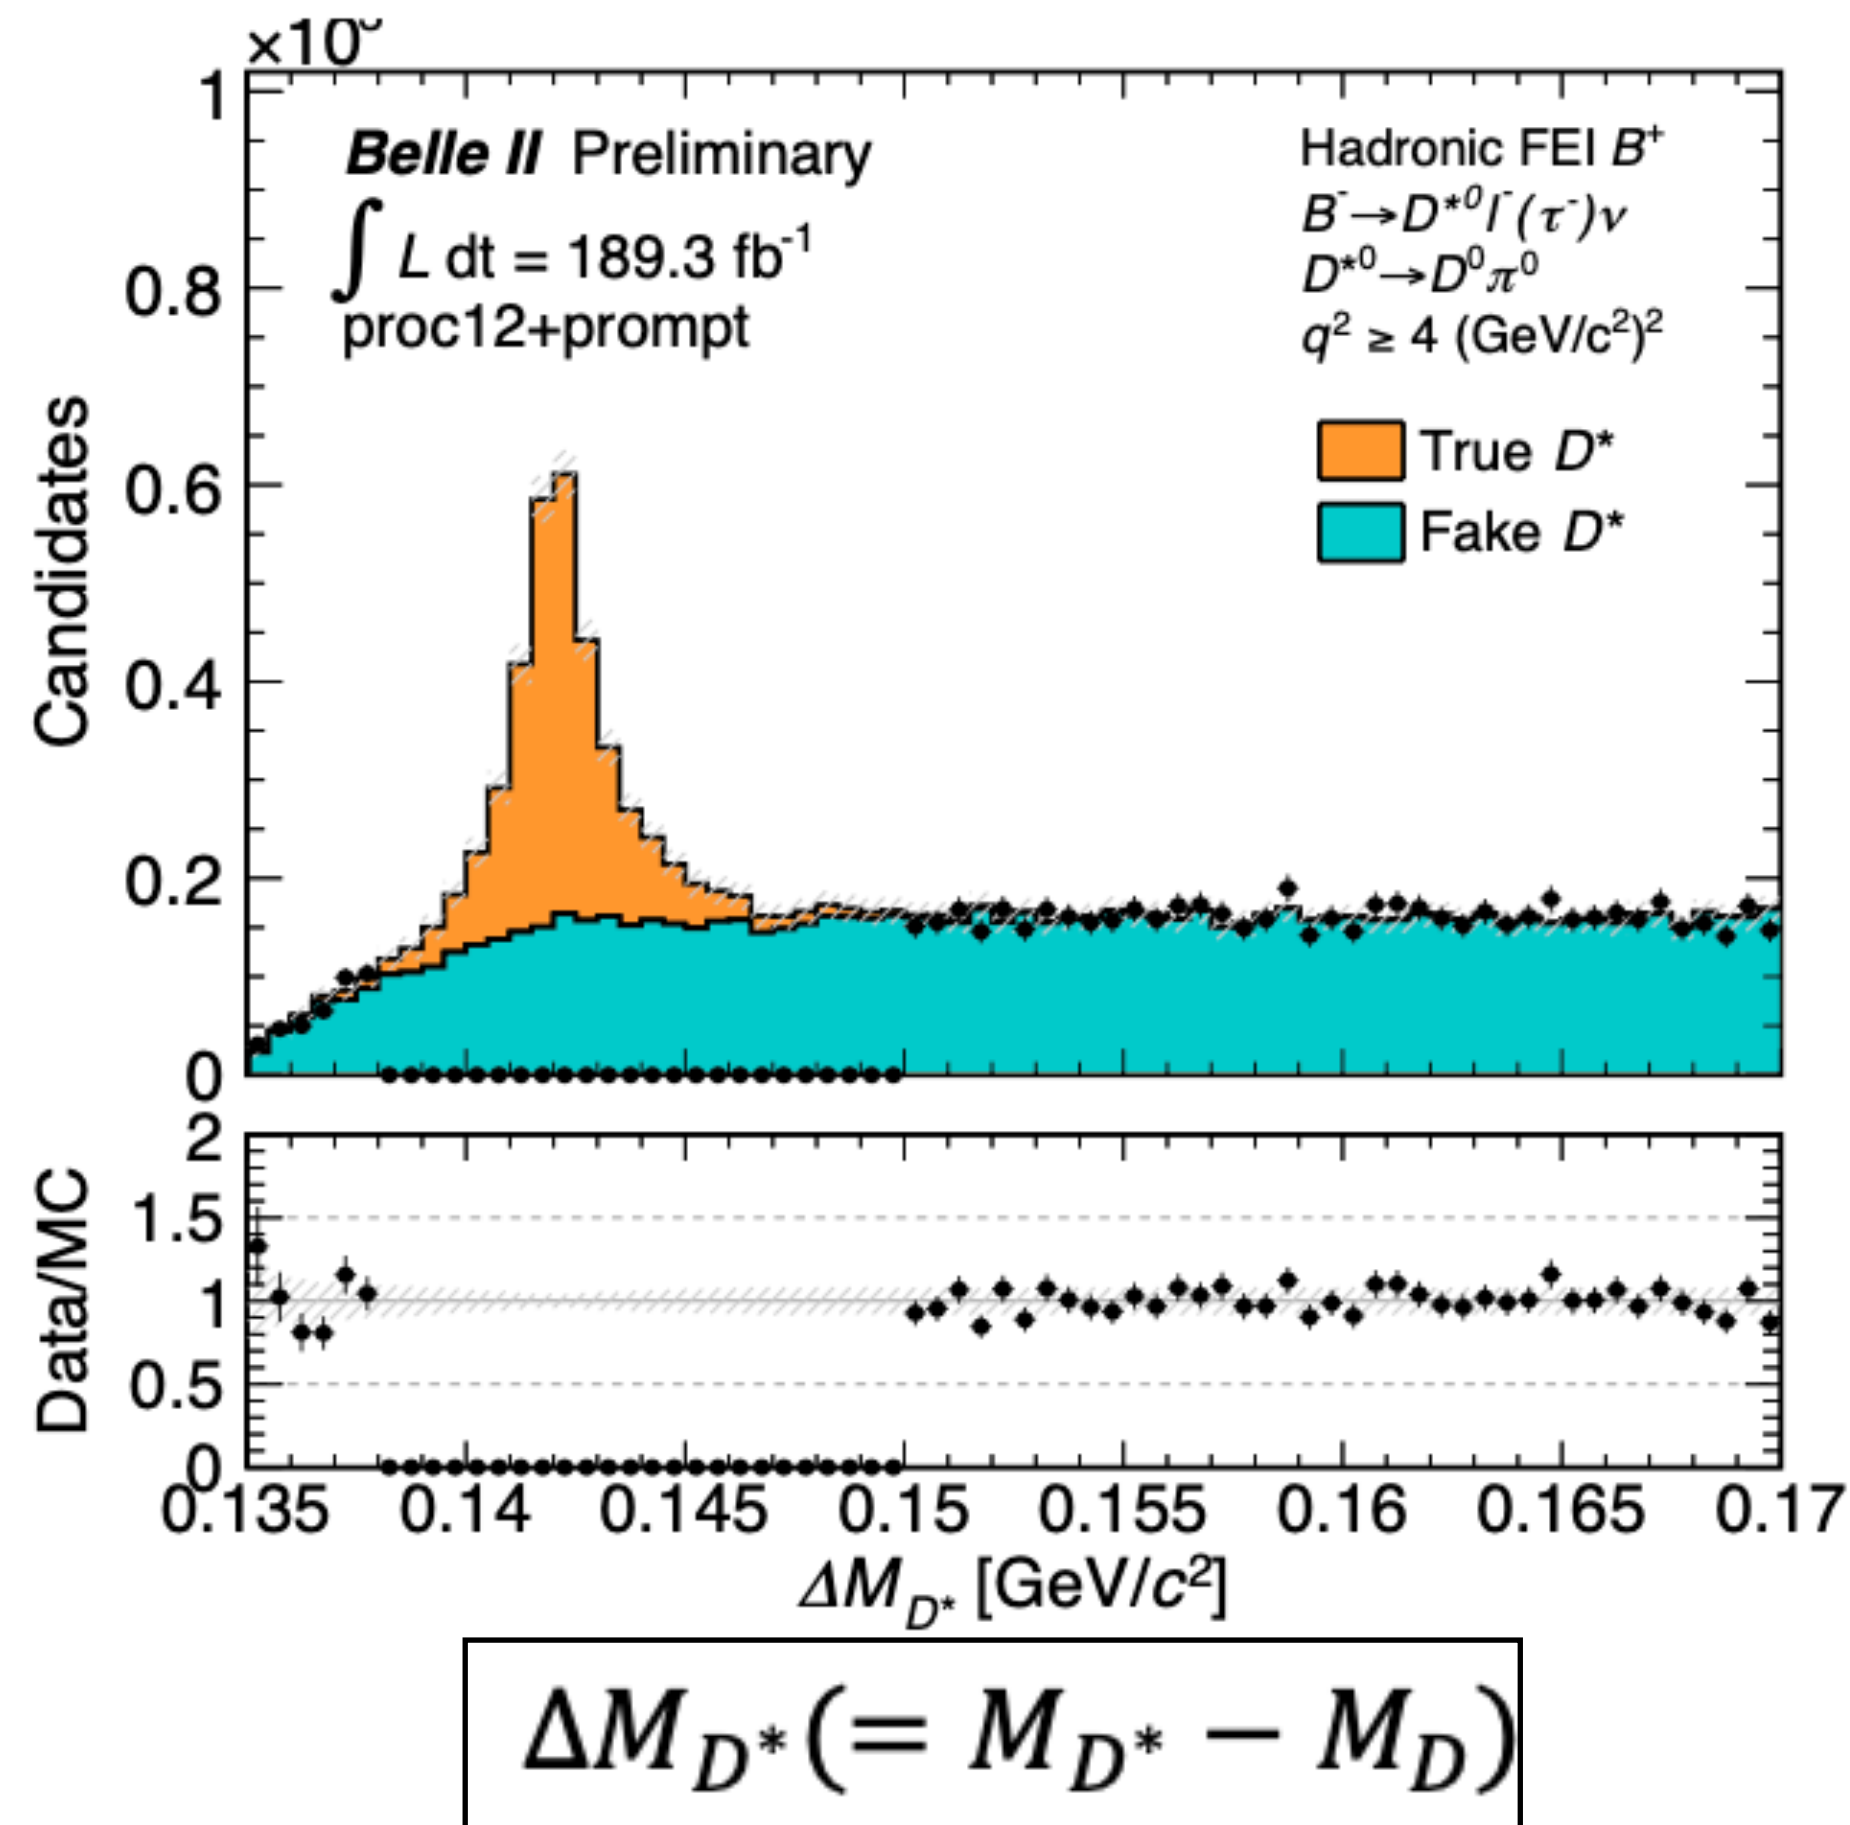 ×10³
1
0.8
0.6
0.4
0.2
0
Candidates
Belle II Preliminary
∫ L dt = 189.3 fb⁻¹
proc12+prompt
Hadronic FEI B⁺
B⁻→D*⁰l⁻(τ⁻)ν
D*⁰→D⁰π⁰
q² ≥ 4 (GeV/c²)²
True D*
Fake D*
2
1.5
1
0.5
0
Data/MC
0.135 0.14 0.145 0.15 0.155 0.16 0.165 0.17
ΔM_D* [GeV/c²]
ΔM_D*(= M_D* − M_D)